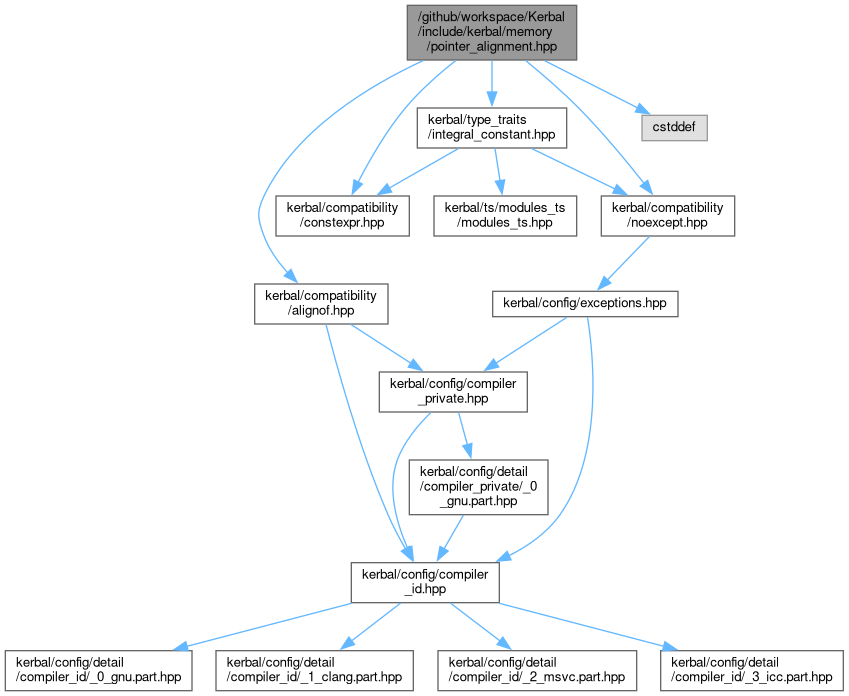 /github/workspace/Kerbal
/include/kerbal/memory
/pointer_alignment.hpp
kerbal/type_traits
/integral_constant.hpp
cstddef
kerbal/compatibility
/constexpr.hpp
kerbal/ts/modules_ts
/modules_ts.hpp
kerbal/compatibility
/noexcept.hpp
kerbal/compatibility
/alignof.hpp
kerbal/config/exceptions.hpp
kerbal/config/compiler
_private.hpp
kerbal/config/detail
/compiler_private/_0
_gnu.part.hpp
kerbal/config/compiler
_id.hpp
kerbal/config/detail
/compiler_id/_0_gnu.part.hpp
kerbal/config/detail
/compiler_id/_1_clang.part.hpp
kerbal/config/detail
/compiler_id/_2_msvc.part.hpp
kerbal/config/detail
/compiler_id/_3_icc.part.hpp